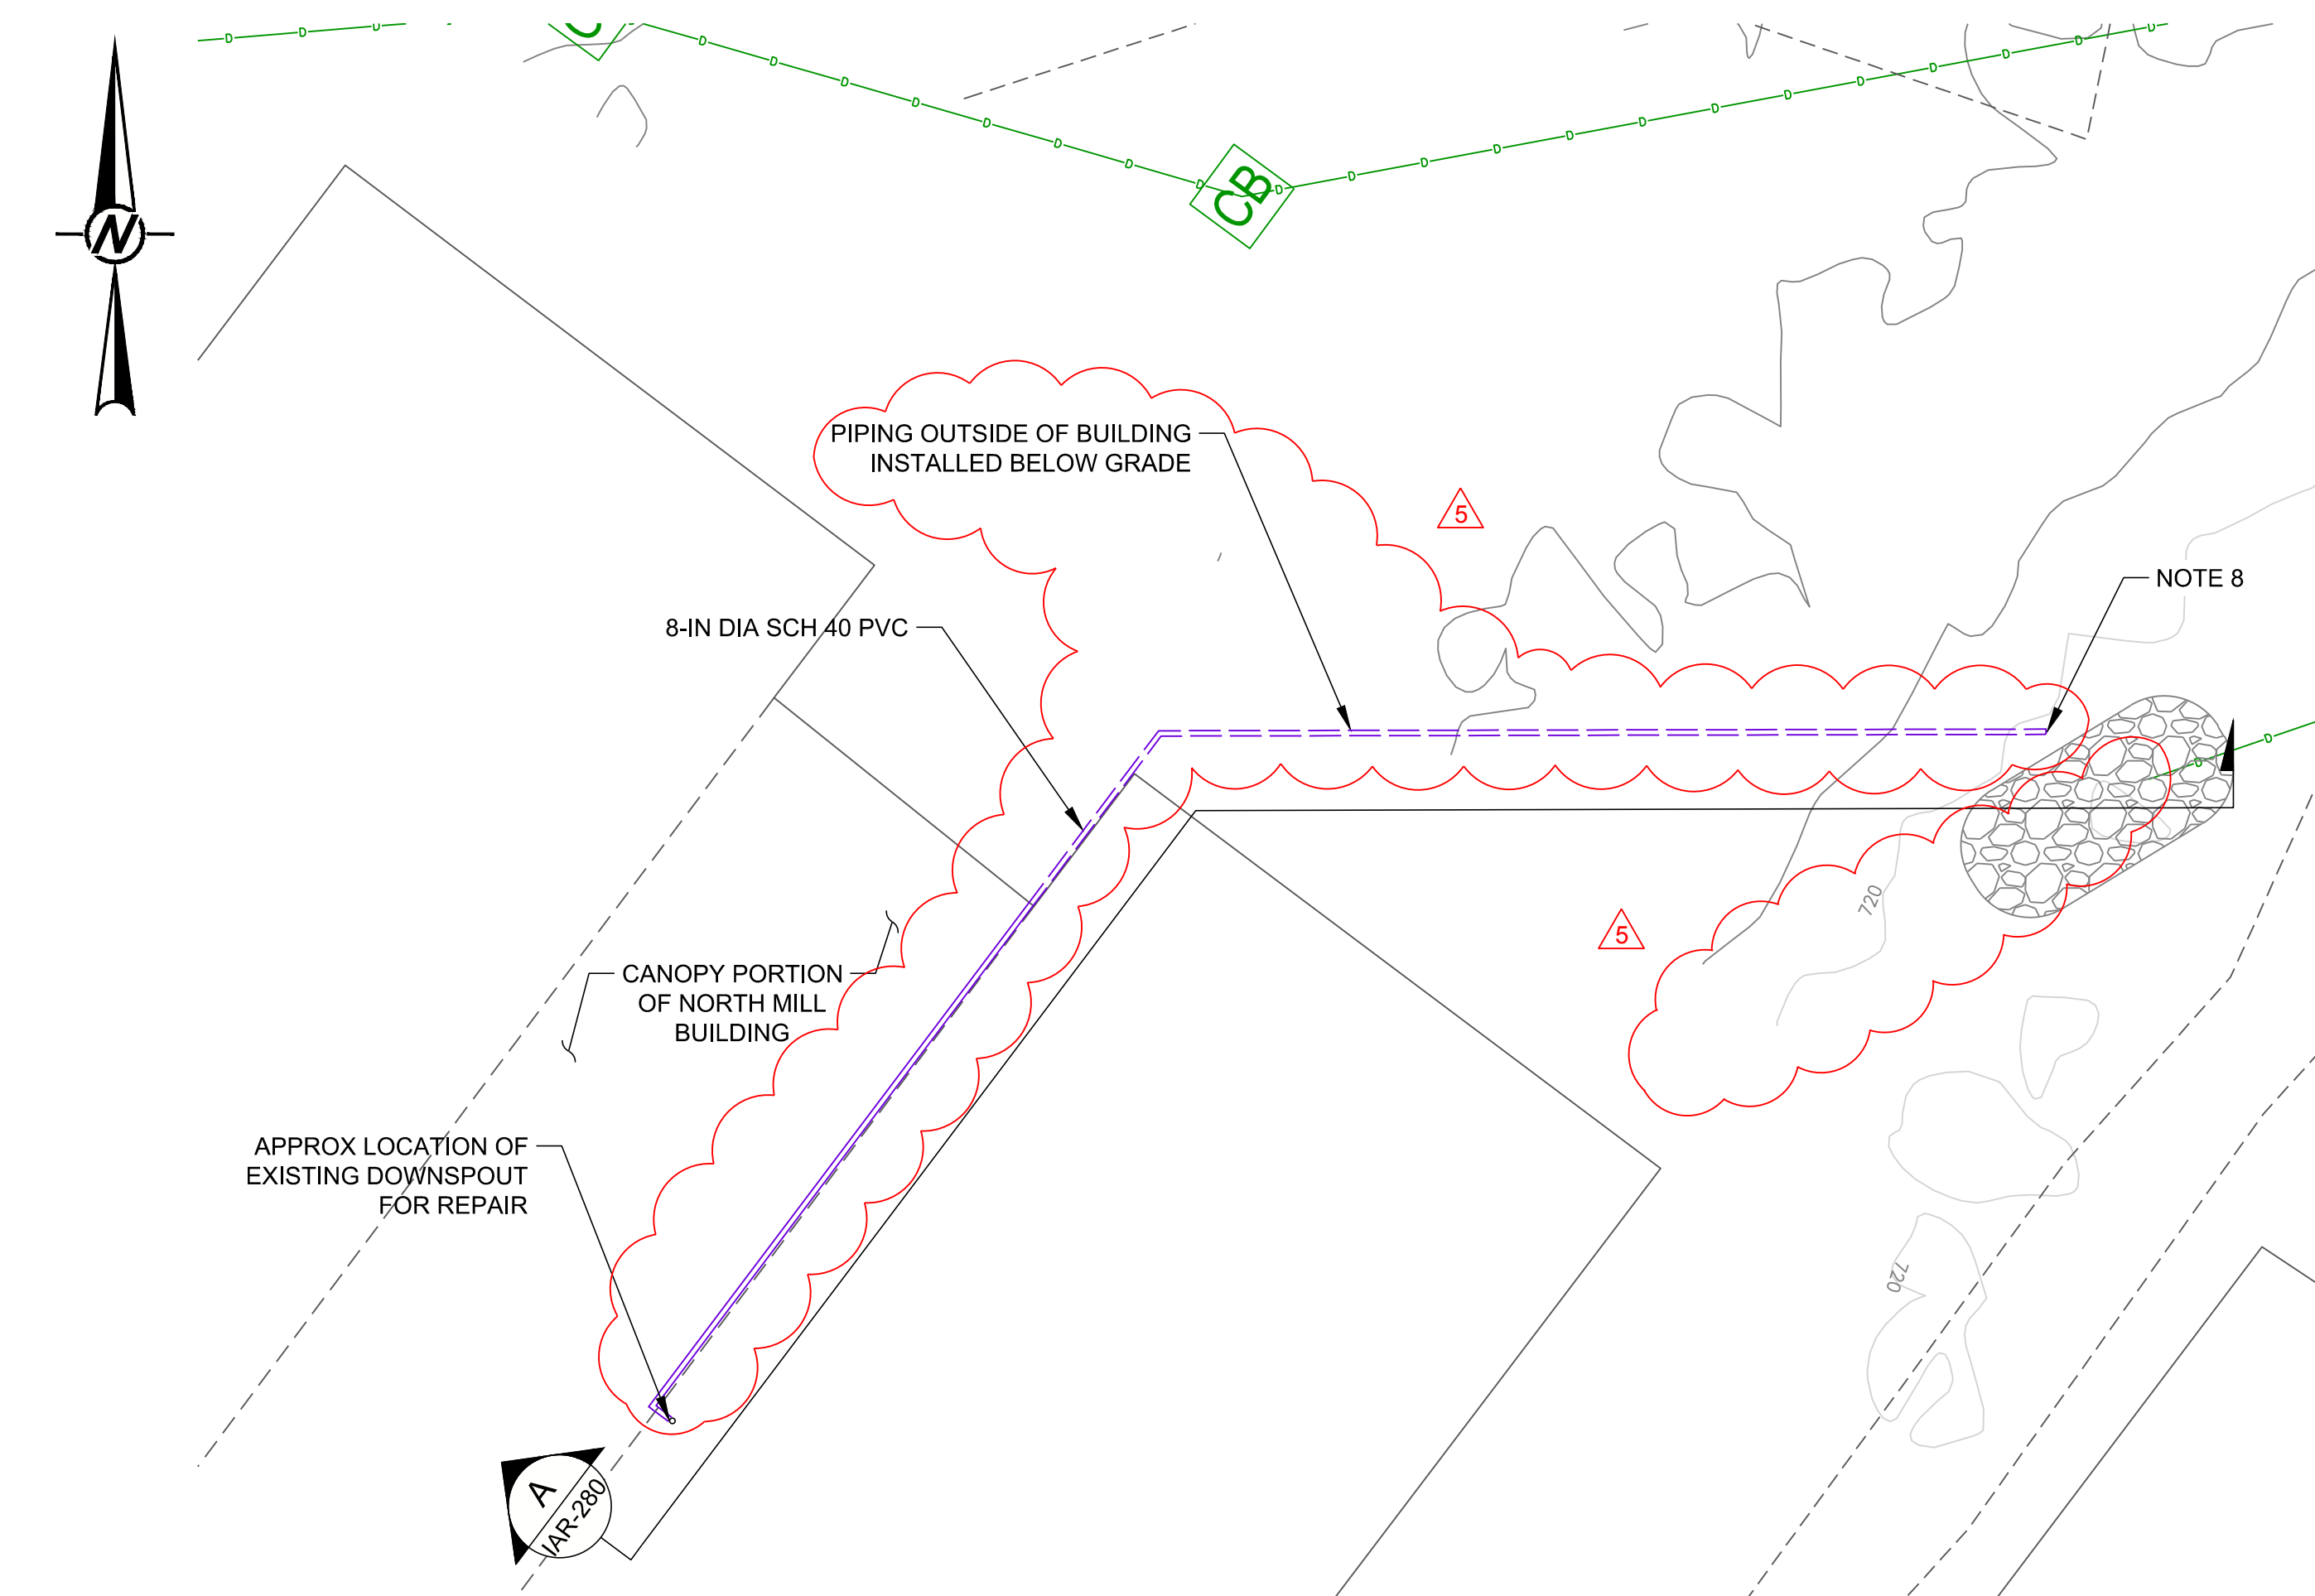 D D D D D D D D D D D D D D D D D D D D D D D D
N
CB
PIPING OUTSIDE OF BUILDING
INSTALLED BELOW GRADE
5
NOTE 8
8-IN DIA SCH 40 PVC
D D
720
5
CANOPY PORTION
OF NORTH MILL
BUILDING
APPROX LOCATION OF
EXISTING DOWNSPOUT
FOR REPAIR
720
A
IAR-280